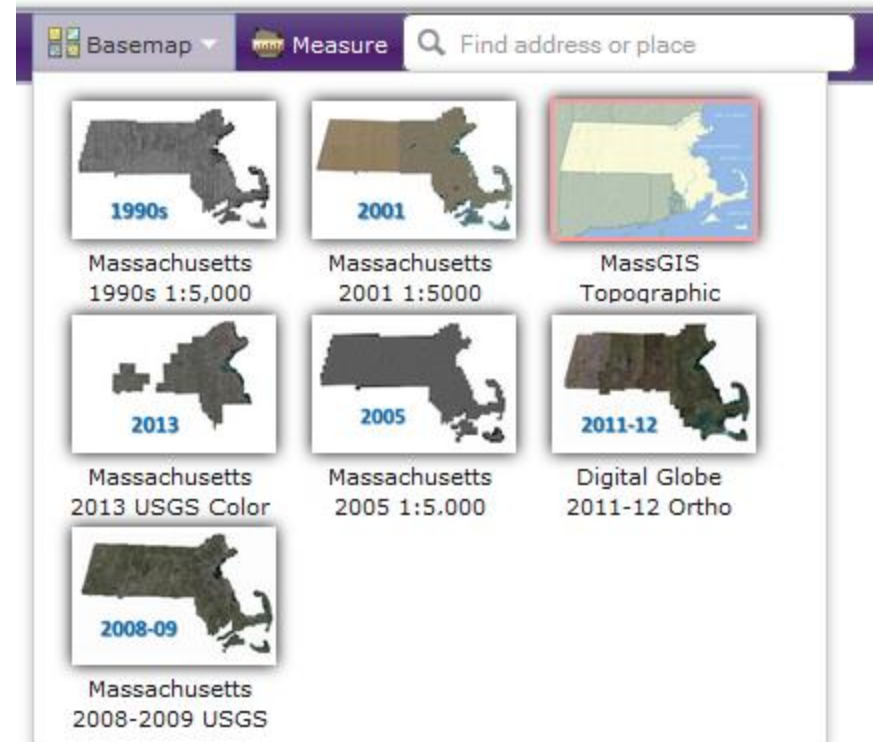 Basemap Measure Find address or place
1990s 2001
Massachusetts Massachusetts MassGIS
1990s 1:5,000 2001 1:5000 Topographic
2013 2005 2011-12
Massachusetts Massachusetts Digital Globe
2013 USGS Color 2005 1:5,000 2011-12 Ortho
2008-09
Massachusetts
2008-2009 USGS